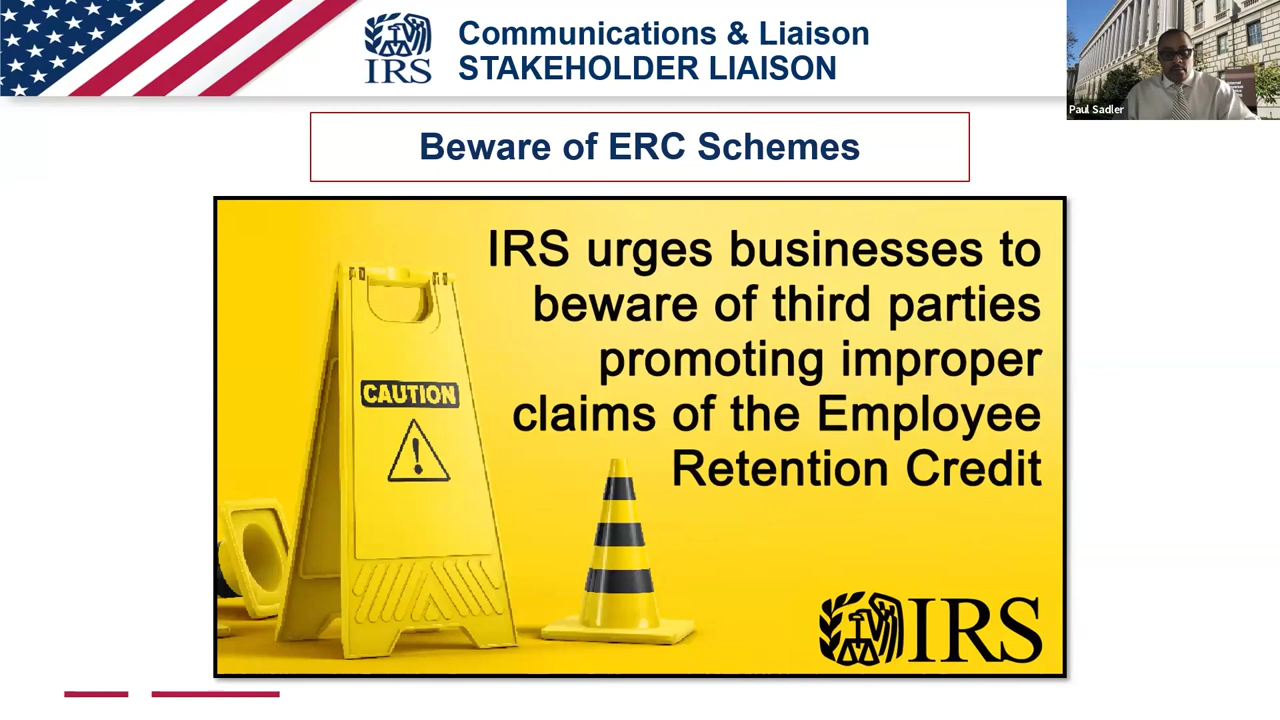 IRS
Communications & Liaison
STAKEHOLDER LIAISON
Paul Sadler
Beware of ERC Schemes
IRS urges businesses to
beware of third parties
promoting improper
claims of the Employee
Retention Credit
CAUTION
!
IRS